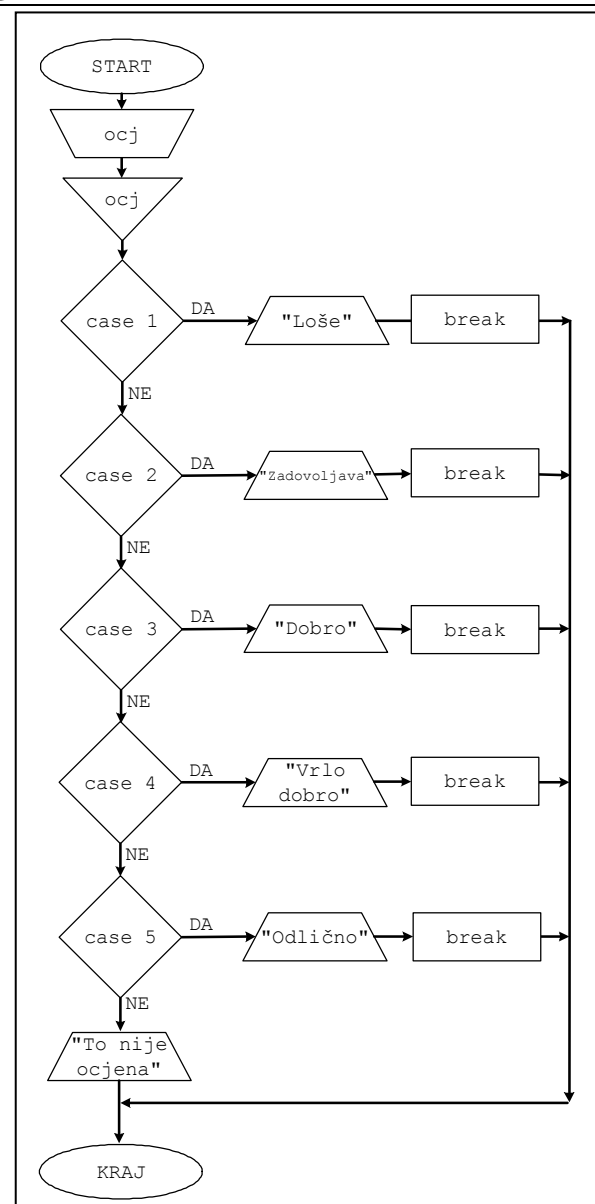 START
ocj
ocj
case 1
DA
"Loše"
break
NE
case 2
DA
"Zadovoljava"
break
NE
case 3
DA
"Dobro"
break
NE
case 4
DA
"Vrlo
dobro"
break
NE
case 5
DA
"Odlično"
break
NE
"To nije
ocjena"
KRAJ